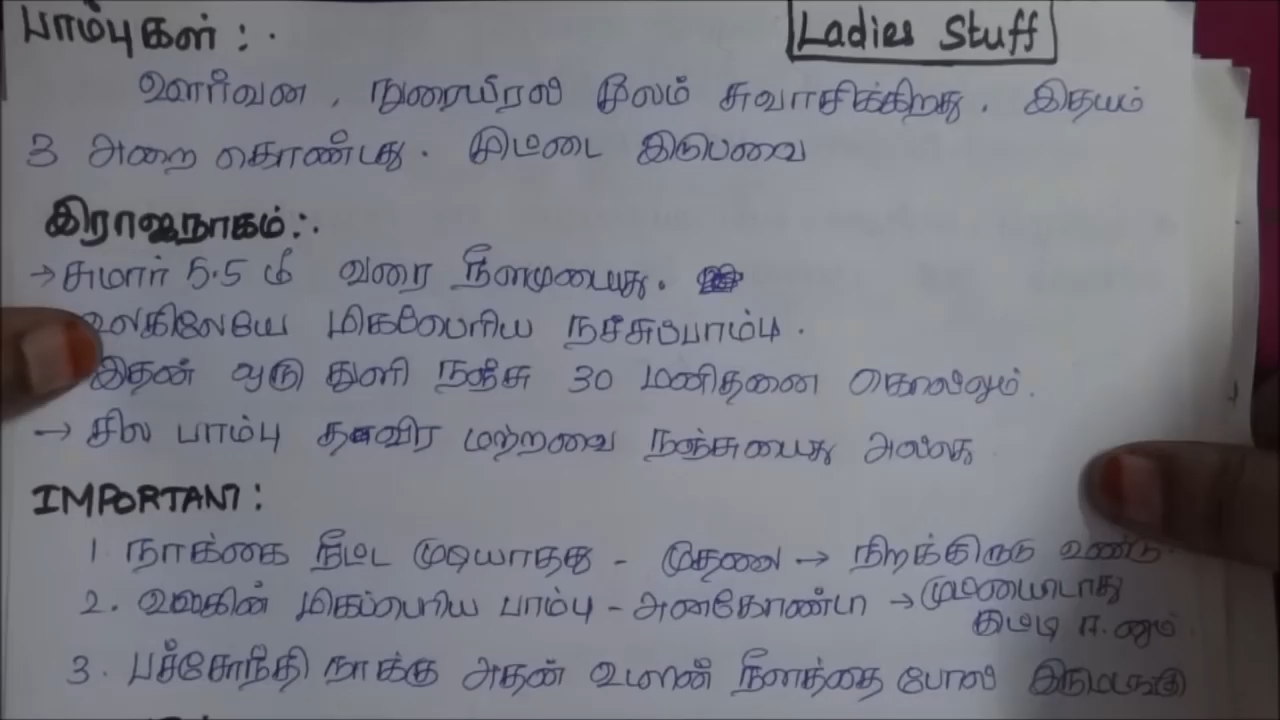 பாம்புகள் :.
Ladies Stuff
ஊர்வன , நுரையீரல் மூலம் சுவாசிக்கிறது . இதயம்
3 அறை கொண்டது . முட்டை இடுபவை
இராஜநாகம்:.
→ சுமார் 5.5 மீ வரை நீளமுடையது .
உலகிலேயே மிகப்பெரிய நச்சுப்பாம்பு .
இதன் ஒரு துளி நஞ்சு 30 மனிதனை கொல்லும் .
→ சில பாம்பு தவிர மற்றவை நஞ்சுடையது அல்ல
IMPORTANT :
1. நாக்கை நீட்ட முடியாதது - முதலை → நிறக்கிருடு உண்டு
2. உலகின் மிகப்பெரிய பாம்பு - அனகோண்டா → முட்டையிடாது
குட்டி ஈ.னும்
3. பச்சோந்தி நாக்கு அதன் உடலின் நீளத்தை போல் இருமடங்கு